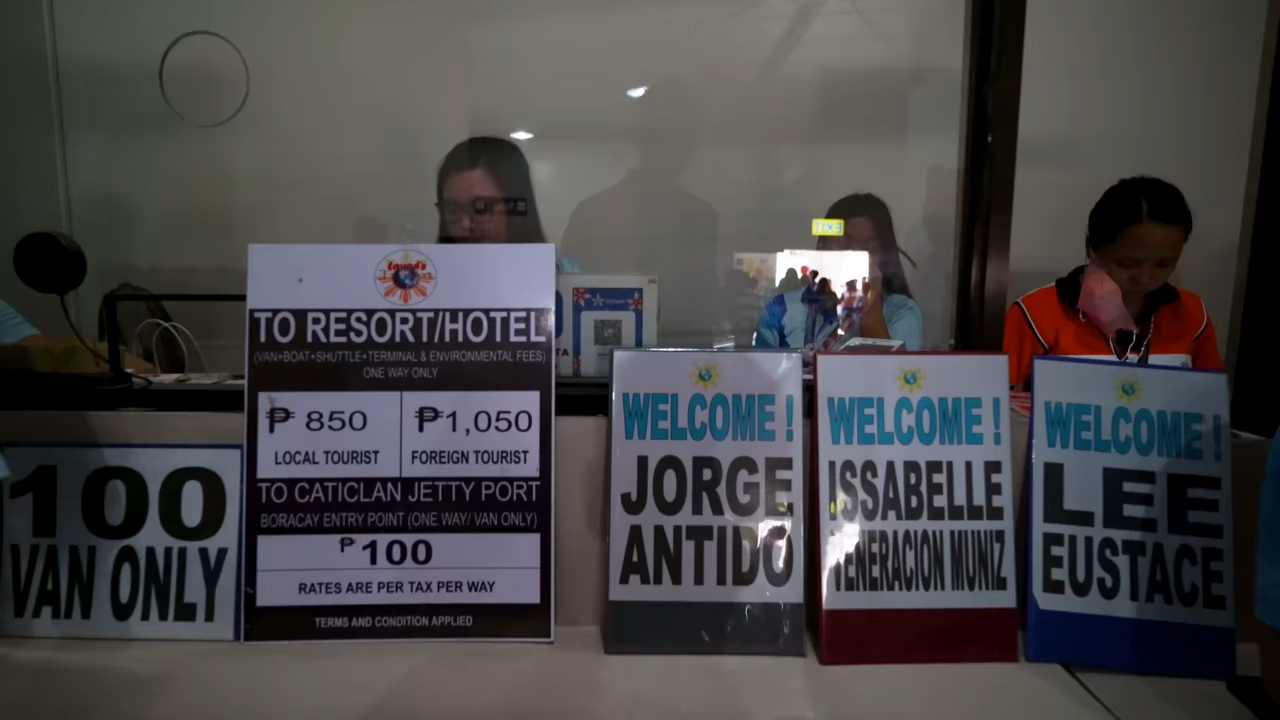 100
VAN ONLY
TO RESORT/HOTEL
(VAN+BOAT+SHUTTLE+TERMINAL & ENVIRONMENTAL FEES)
ONE WAY ONLY
₱ 850
LOCAL TOURIST
₱1,050
FOREIGN TOURIST
TO CATICLAN JETTY PORT
BORACAY ENTRY POINT (ONE WAY/ VAN ONLY)
₱100
RATES ARE PER TAX PER WAY
TERMS AND CONDITION APPLIED
WELCOME !
JORGE
ANTIDO
WELCOME !
ISSABELLE
VENERACION MUNIZ
WELCOME !
LEE
EUSTACE
EXIT